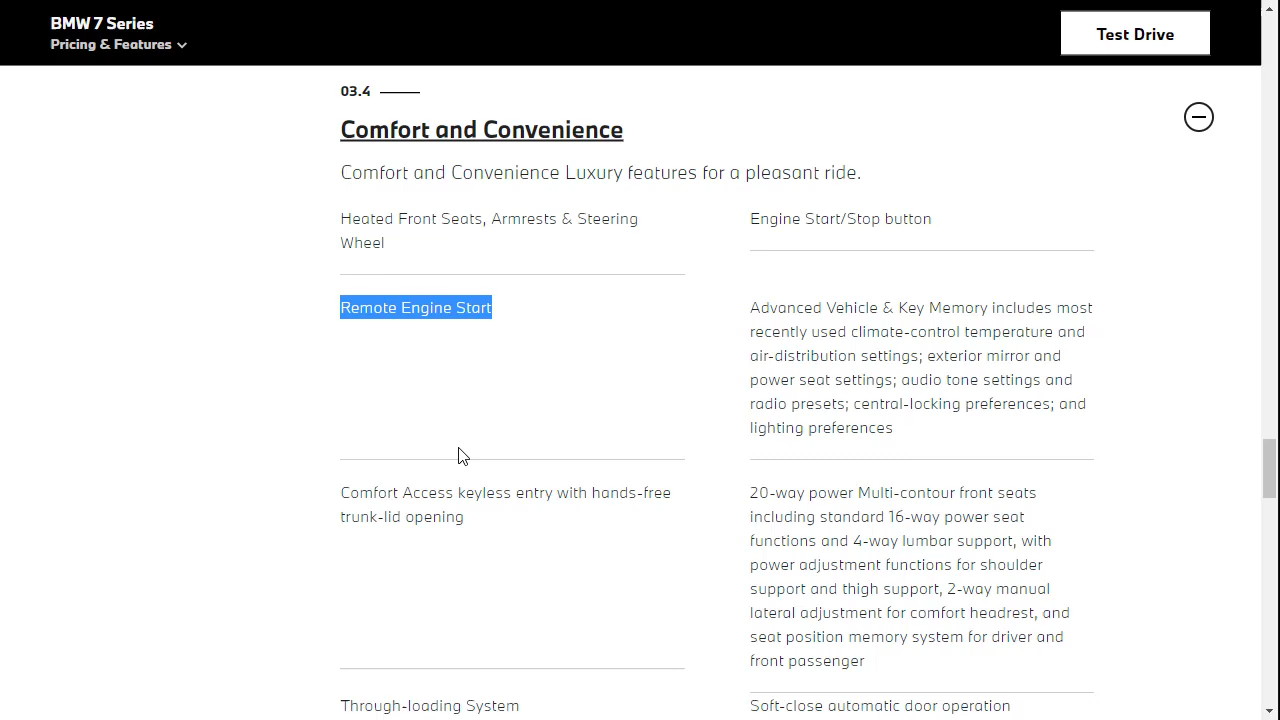 BMW 7 Series
Pricing & Features
Test Drive
03.4
Comfort and Convenience
Comfort and Convenience Luxury features for a pleasant ride.
Heated Front Seats, Armrests & Steering
Wheel
Engine Start/Stop button
Remote Engine Start
Advanced Vehicle & Key Memory includes most
recently used climate-control temperature and
air-distribution settings; exterior mirror and
power seat settings; audio tone settings and
radio presets; central-locking preferences; and
lighting preferences
Comfort Access keyless entry with hands-free
trunk-lid opening
20-way power Multi-contour front seats
including standard 16-way power seat
functions and 4-way lumbar support, with
power adjustment functions for shoulder
support and thigh support, 2-way manual
lateral adjustment for comfort headrest, and
seat position memory system for driver and
front passenger
Through-loading System
Soft-close automatic door operation